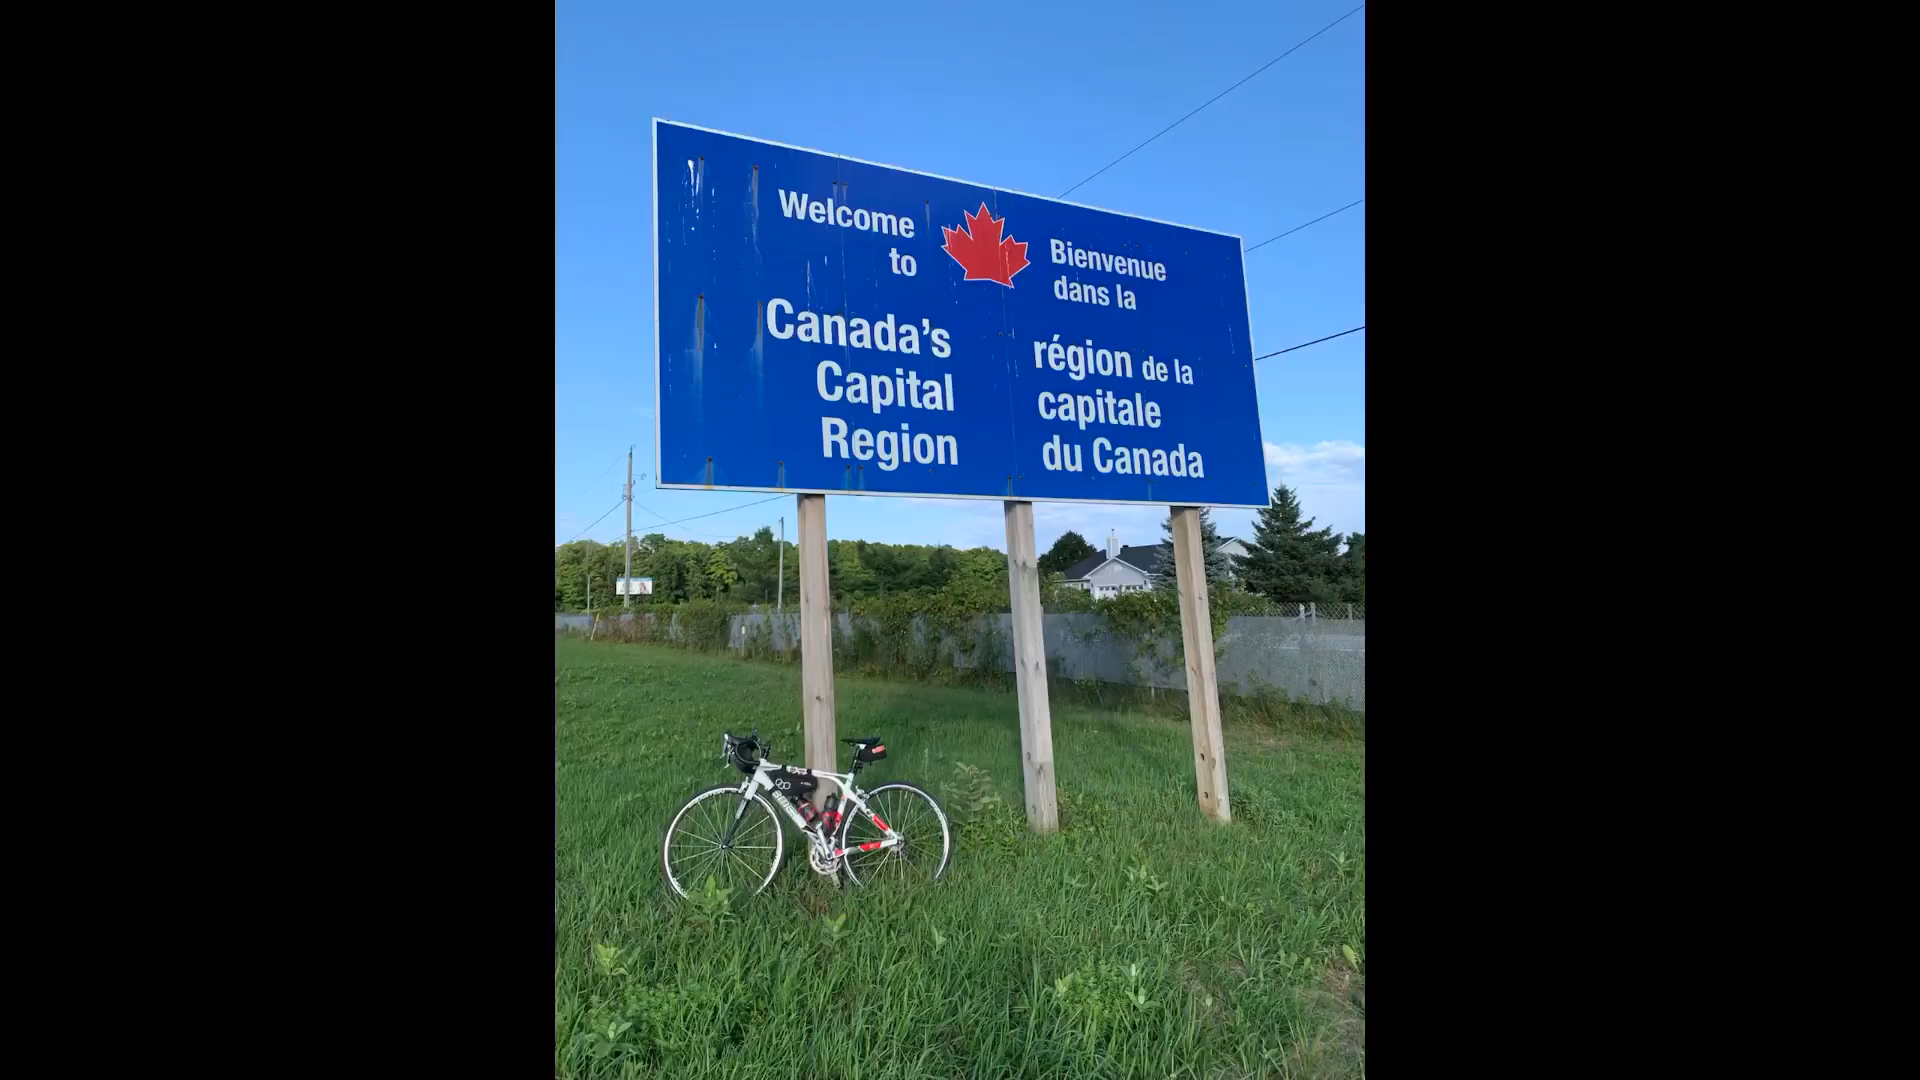 Welcome
to
Canada's
Capital
Region
Bienvenue
dans la
région de la
capitale
du Canada